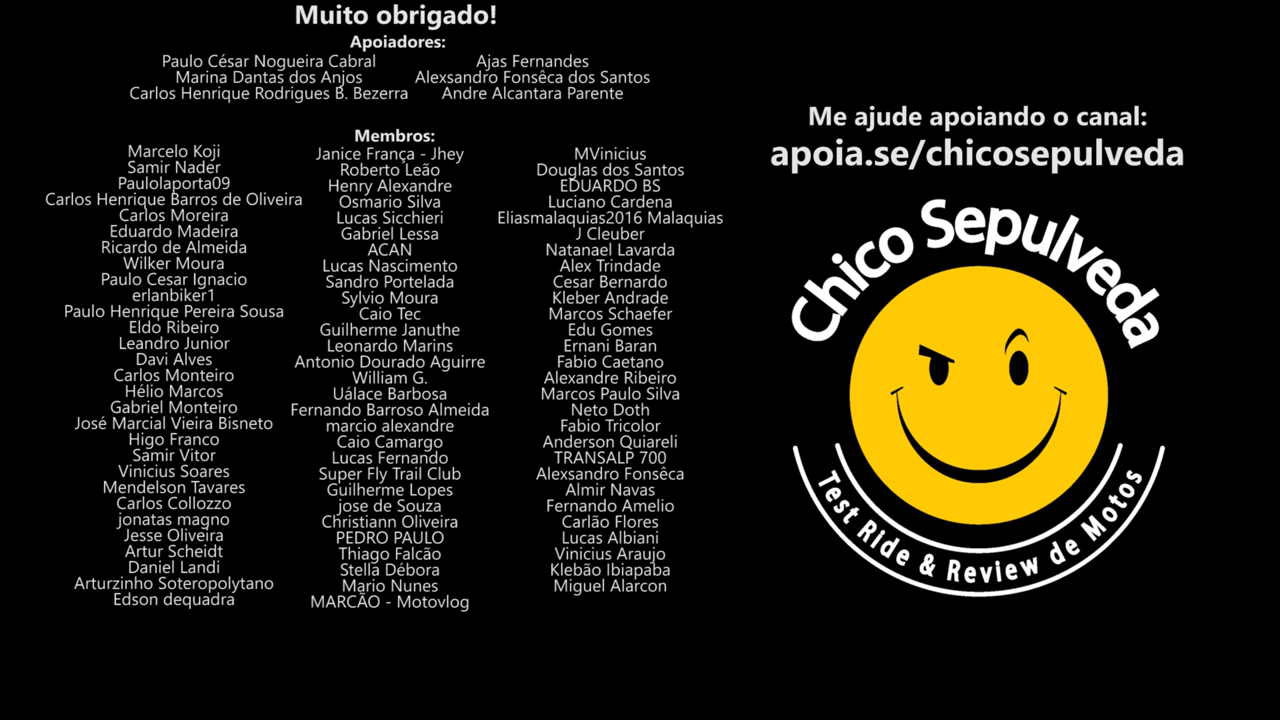 Muito obrigado!
Apoiadores:
Paulo César Nogueira Cabral
Marina Dantas dos Anjos
Carlos Henrique Rodrigues B. Bezerra
Ajas Fernandes
Alexsandro Fonsêca dos Santos
Andre Alcantara Parente
Membros:
Marcelo Koji
Samir Nader
Paulolaporta09
Carlos Henrique Barros de Oliveira
Carlos Moreira
Eduardo Madeira
Ricardo de Almeida
Wilker Moura
Paulo Cesar Ignacio
erlanbiker1
Paulo Henrique Pereira Sousa
Eldo Ribeiro
Leandro Junior
Davi Alves
Carlos Monteiro
Hélio Marcos
Gabriel Monteiro
José Marcial Vieira Bisneto
Higo Franco
Samir Vitor
Vinicius Soares
Mendelson Tavares
Carlos Collozzo
jonatas magno
Jesse Oliveira
Artur Scheidt
Daniel Landi
Arturzinho Soteropolytano
Edson dequadra
Janice França - Jhey
Roberto Leão
Henry Alexandre
Osmario Silva
Lucas Sicchieri
Gabriel Lessa
ACAN
Lucas Nascimento
Sandro Portelada
Sylvio Moura
Caio Tec
Guilherme Januthe
Leonardo Marins
Antonio Dourado Aguirre
William G.
Uálace Barbosa
Fernando Barroso Almeida
marcio alexandre
Caio Camargo
Lucas Fernando
Super Fly Trail Club
Guilherme Lopes
jose de Souza
Christiann Oliveira
PEDRO PAULO
Thiago Falcão
Stella Débora
Mario Nunes
MARCÃO - Motovlog
MVinicius
Douglas dos Santos
EDUARDO BS
Luciano Cardena
Eliasmalaquias2016 Malaquias
J Cleuber
Natanael Lavarda
Alex Trindade
Cesar Bernardo
Kleber Andrade
Marcos Schaefer
Edu Gomes
Ernani Baran
Fabio Caetano
Alexandre Ribeiro
Marcos Paulo Silva
Neto Doth
Fabio Tricolor
Anderson Quiareli
TRANSALP 700
Alexsandro Fonsêca
Almir Navas
Fernando Amelio
Carlão Flores
Lucas Albiani
Vinicius Araujo
Klebão Ibiapaba
Miguel Alarcon
Me ajude apoiando o canal:
apoia.se/chicosepulveda
Chico Sepulveda
Test Ride & Review de Motos